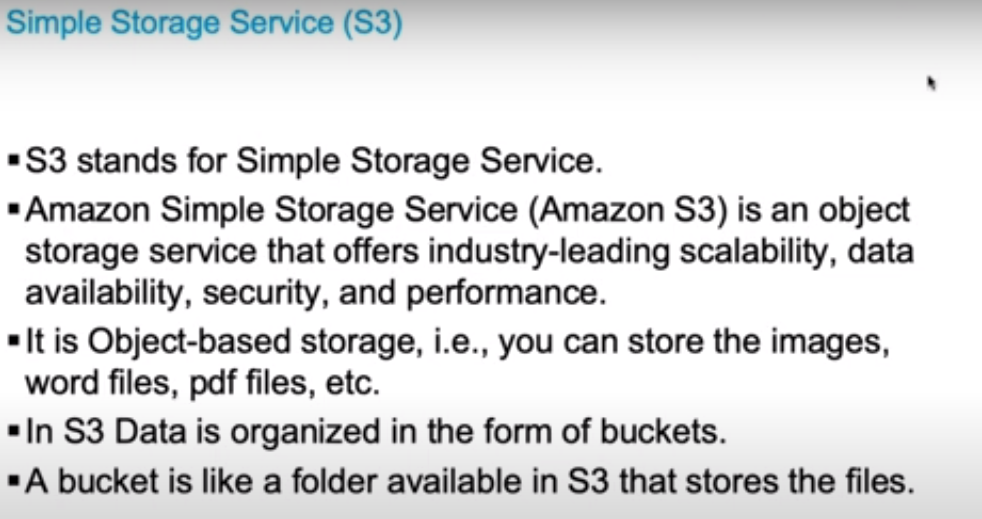 Simple Storage Service (S3)
▪S3 stands for Simple Storage Service.
▪Amazon Simple Storage Service (Amazon S3) is an object
storage service that offers industry-leading scalability, data
availability, security, and performance.
▪It is Object-based storage, i.e., you can store the images,
word files, pdf files, etc.
▪In S3 Data is organized in the form of buckets.
▪A bucket is like a folder available in S3 that stores the files.